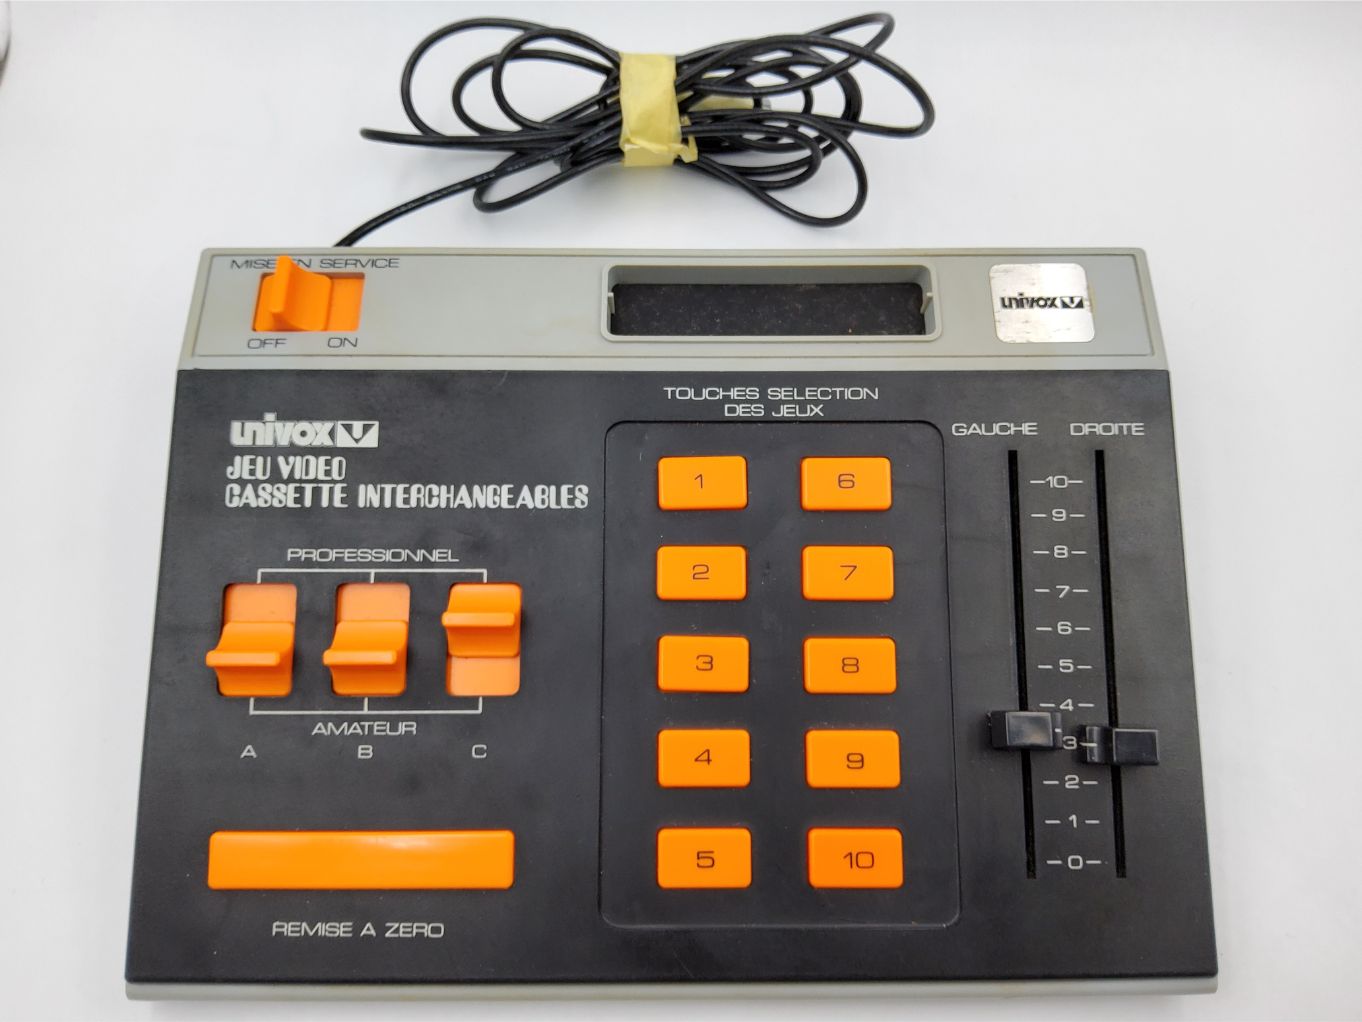 MISE EN SERVICE
OFF ON
univox
TOUCHES SELECTION
DES JEUX
univox
JEU VIDEO
CASSETTE INTERCHANGEABLES
GAUCHE DROITE
PROFESSIONNEL
AMATEUR
A B C
REMISE A ZERO
1 6
2 7
3 8
4 9
5 10
-10-
-9-
-8-
-7-
-6-
-5-
-4-
3-
-2-
-1-
-0-